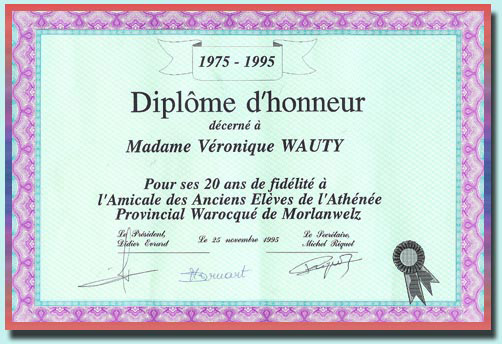 1975 - 1995
Diplôme d'honneur
décerné à
Madame Véronique WAUTY
Pour ses 20 ans de fidélité à
l'Amicale des Anciens Elèves de l'Athénée
Provincial Warocqué de Morlanwelz
Le Président,
Didier Evrard
Le 25 novembre 1995
Le Secrétaire,
Michel Riquet